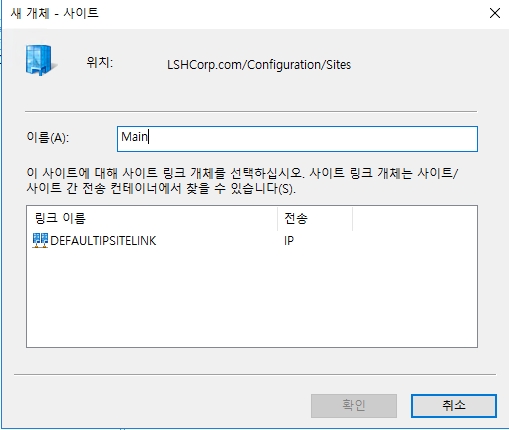 새 개체 - 사이트
위치: LSHCorp.com/Configuration/Sites
이름(A): Main
이 사이트에 대해 사이트 링크 개체를 선택하십시오. 사이트 링크 개체는 사이트/
사이트 간 전송 컨테이너에서 찾을 수 있습니다(S).
링크 이름 전송
DEFAULTIPSITELINK IP
확인 취소